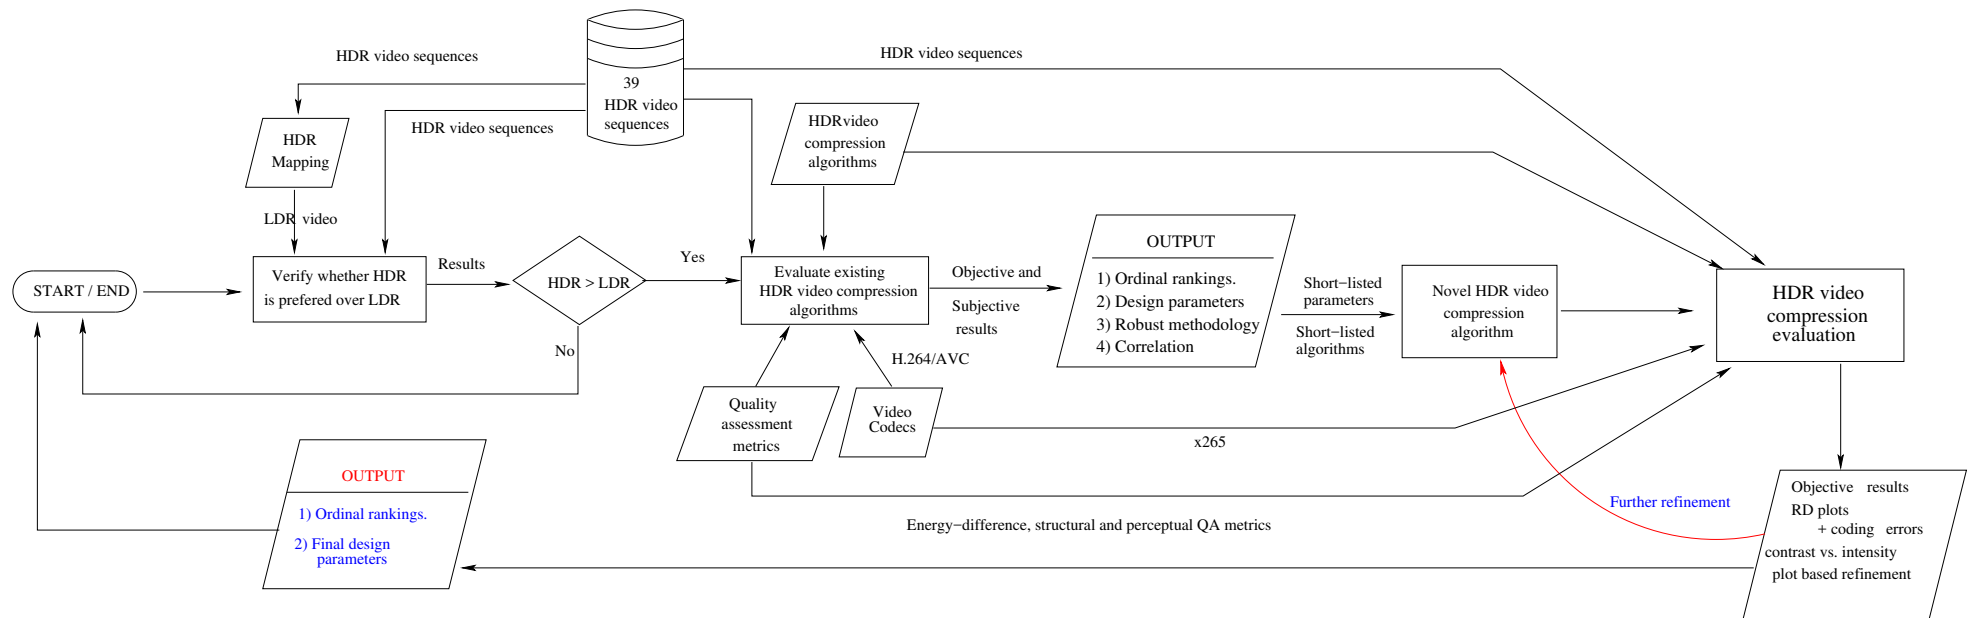 HDR video sequences
HDR video sequences
39
HDR video
sequences
HDR video sequences
HDR
Mapping
HDRvideo
compression
algorithms
LDR video
START / END
Verify whether HDR
is prefered over LDR
Results
HDR > LDR
Yes
No
Evaluate existing
HDR video compression
algorithms
Objective and
Subjective
results
OUTPUT
1) Ordinal rankings.
2) Design parameters
3) Robust methodology
4) Correlation
Short-listed
parameters
Short-listed
algorithms
Novel HDR video
compression
algorithm
HDR video
compression
evaluation
H.264/AVC
Quality
assessment
metrics
Video
Codecs
x265
OUTPUT
1) Ordinal rankings.
2) Final design
parameters
Energy-difference, structural and perceptual QA metrics
Further refinement
Objective results
RD plots
+ coding errors
contrast vs. intensity
plot based refinement